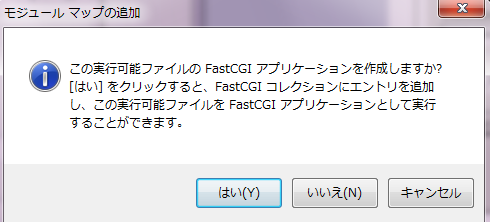 モジュール マップの追加
この実行可能ファイルの FastCGI アプリケーションを作成しますか?
[(はい] をクリックすると、FastCGI コレクションにエントリを追加
し、この実行可能ファイルを FastCGI アプリケーションとして実行
することができます。
はい(Y)
いいえ(N)
キャンセル